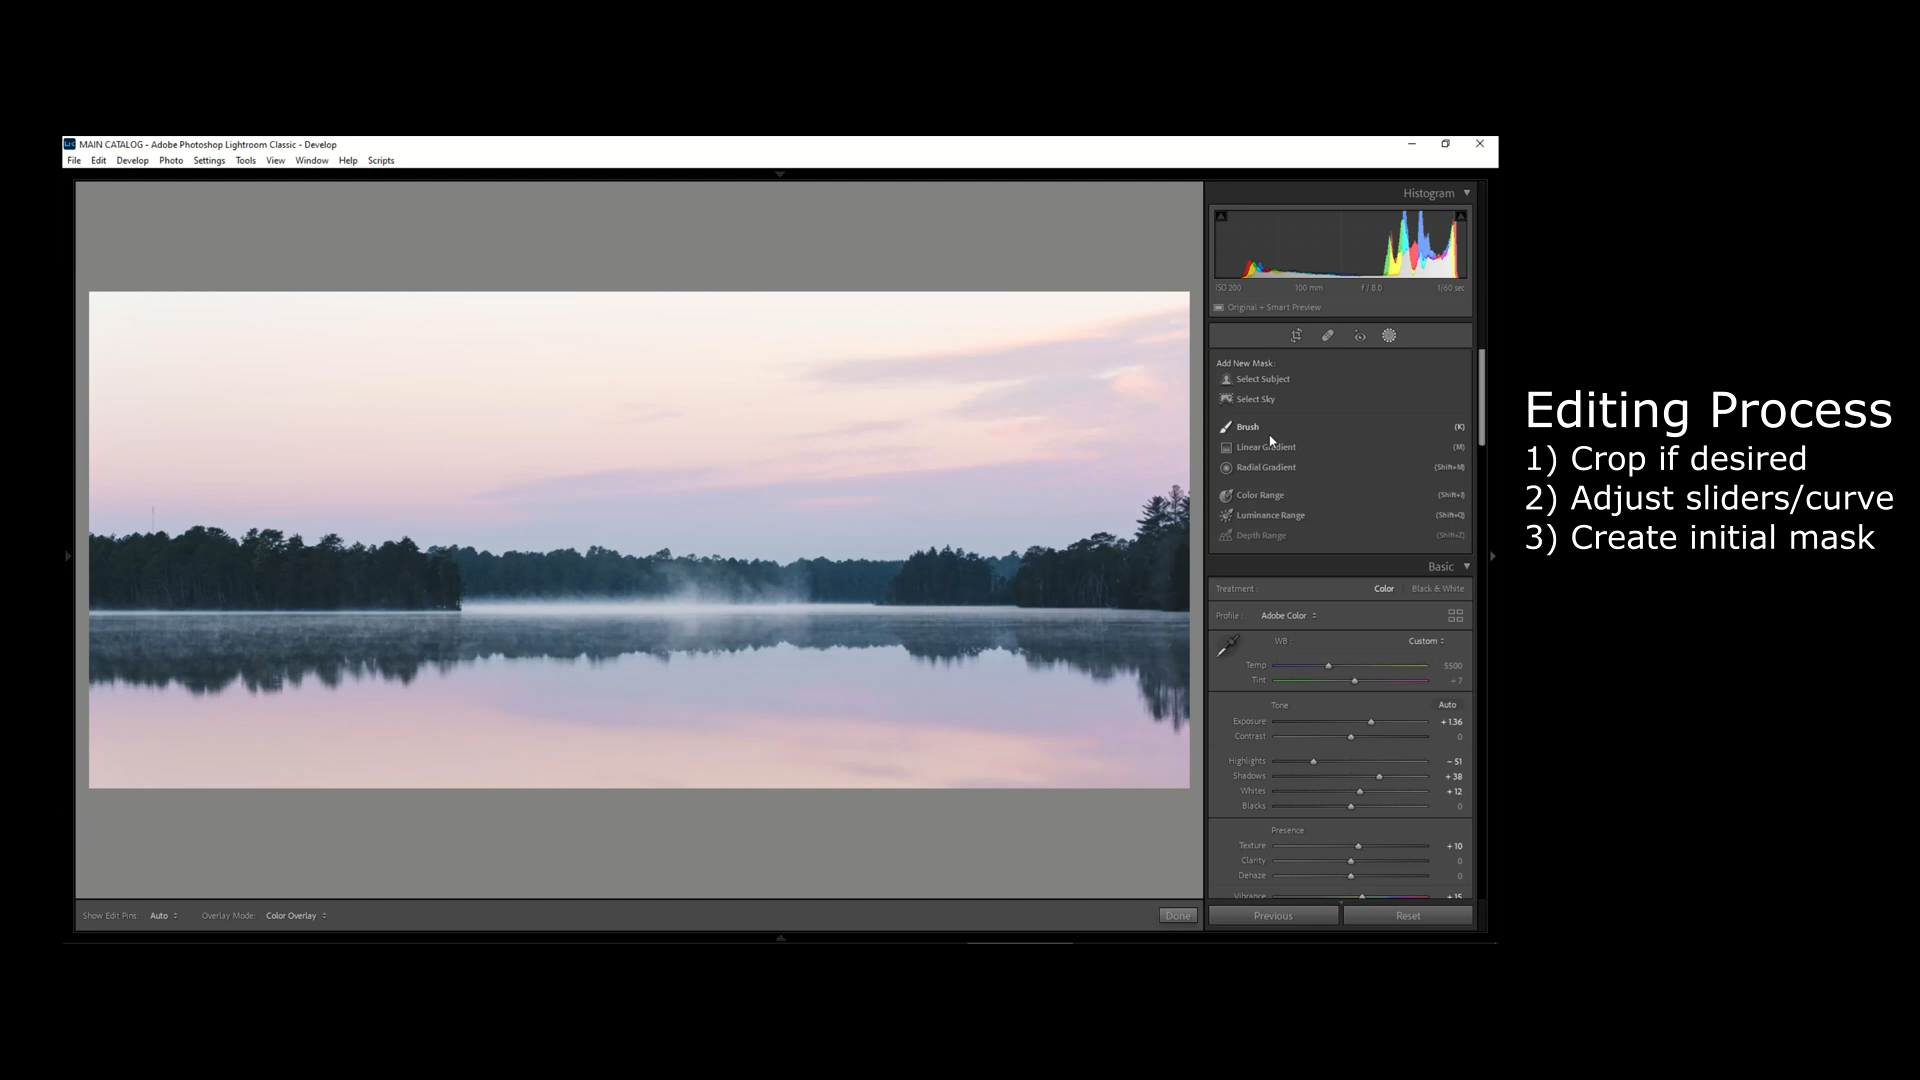 MAIN CATALOG - Adobe Photoshop Lightroom Classic - Develop
File Edit Develop Photo Settings Tools View Window Help Scripts
Histogram
ISO 200 100 mm f / 8.0 1/60 sec
Original + Smart Preview
Add New Mask:
Select Subject
Select Sky
Brush (K)
Linear Gradient (M)
Radial Gradient (Shift+M)
Color Range (Shift+J)
Luminance Range (Shift+Q)
Depth Range (Shift+Z)
Basic
Treatment: Color Black & White
Profile: Adobe Color
WB: Custom
Temp 5500
Tint + 7
Tone Auto
Exposure + 1.36
Contrast 0
Highlights - 51
Shadows + 38
Whites + 12
Blacks 0
Presence
Texture + 10
Clarity 0
Dehaze 0
Vibrance + 15
Show Edit Pins: Auto Overlay Mode: Color Overlay Done
Previous Reset
Editing Process
1) Crop if desired
2) Adjust sliders/curve
3) Create initial mask